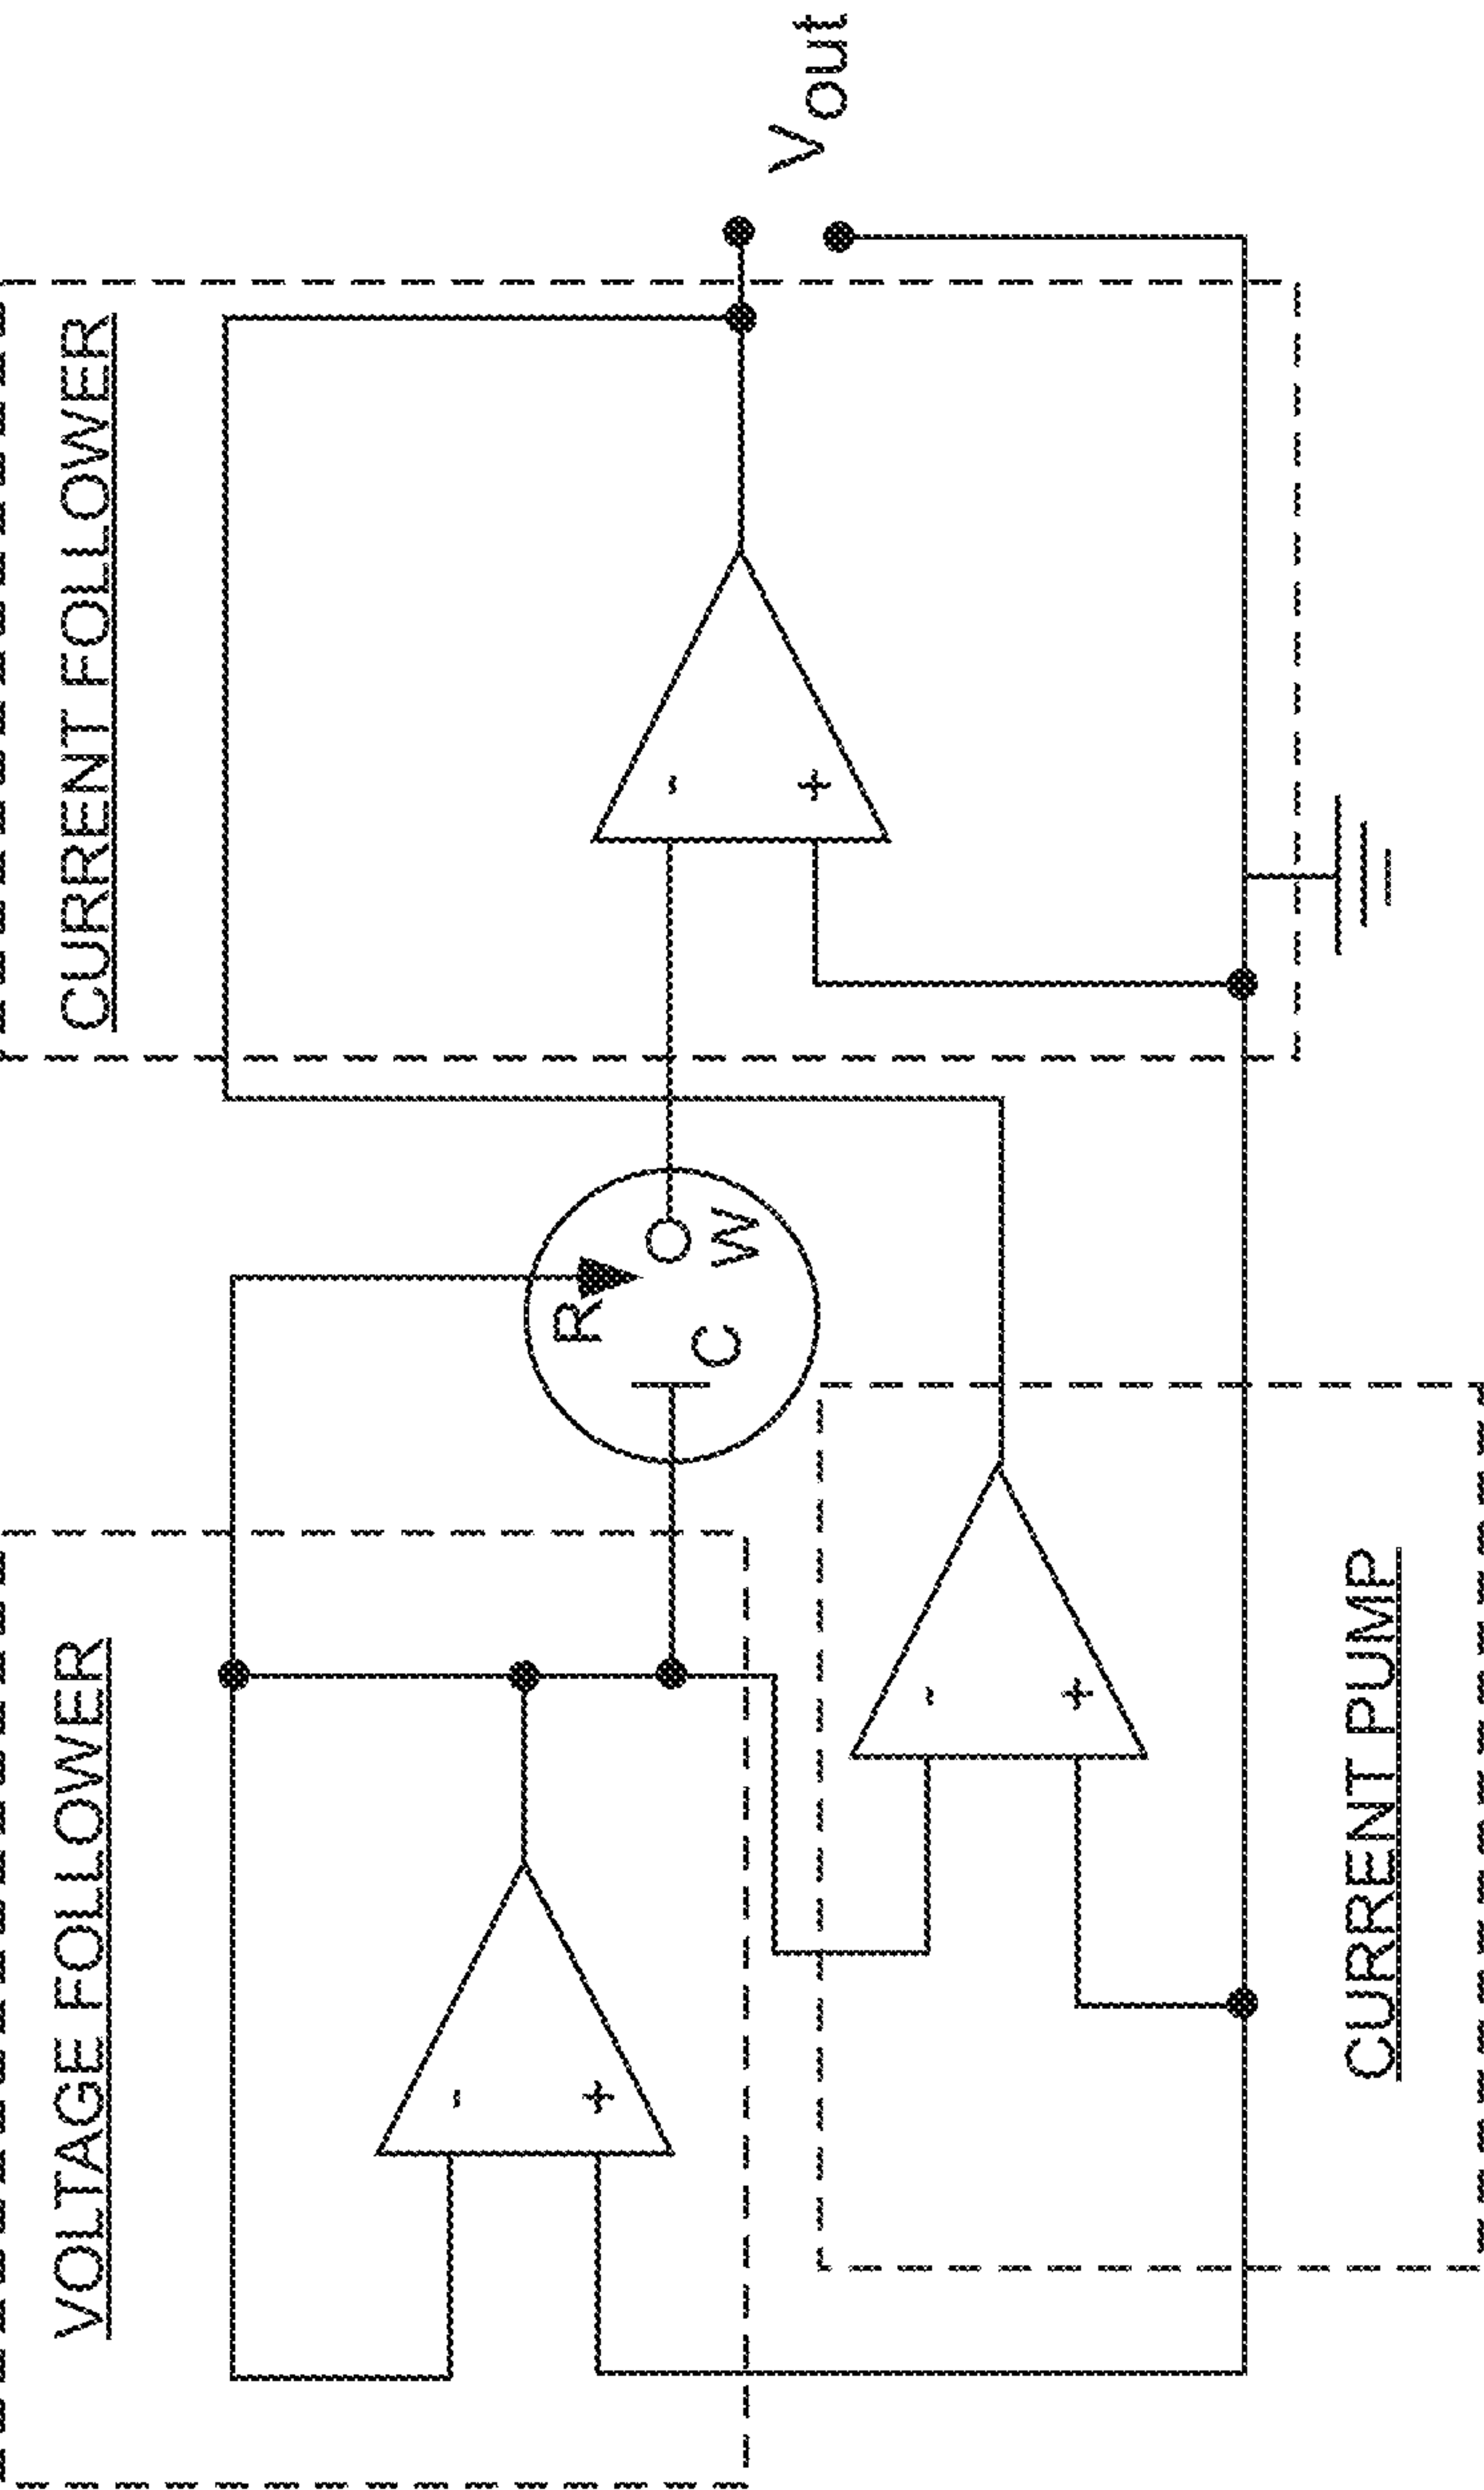 VOLTAGE FOLLOWER
CURRENT FOLLOWER
-
+
R
C
W
-
+
Vout
-
+
CURRENT PUMP